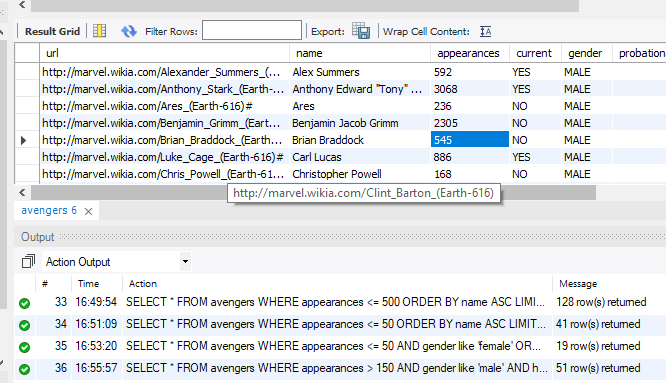 Result Grid Filter Rows: Export: Wrap Cell Content:
url name appearances current gender probation
http://marvel.wikia.com/Alexander_Summers_(... Alex Summers 592 YES MALE
http://marvel.wikia.com/Anthony_Stark_(Earth-... Anthony Edward "Tony" ... 3068 YES MALE
http://marvel.wikia.com/Ares_(Earth-616)# Ares 236 NO MALE
http://marvel.wikia.com/Benjamin_Grimm_(Eart... Benjamin Jacob Grimm 2305 NO MALE
http://marvel.wikia.com/Brian_Braddock_(Eart... Brian Braddock 545 NO MALE
http://marvel.wikia.com/Luke_Cage_(Earth-616)# Carl Lucas 886 YES MALE
http://marvel.wikia.com/Chris_Powell_(Earth-61... Christopher Powell 168 NO MALE
http://marvel.wikia.com/Clint_Barton_(Earth-616)
avengers 6
Output
Action Output
# Time Action Message
33 16:49:54 SELECT * FROM avengers WHERE appearances <= 500 ORDER BY name ASC LIMIT... 128 row(s) returned
34 16:51:09 SELECT * FROM avengers WHERE appearances <= 50 ORDER BY name ASC LIMIT... 41 row(s) returned
35 16:53:20 SELECT * FROM avengers WHERE appearances <= 50 AND gender like 'female' OR... 19 row(s) returned
36 16:55:57 SELECT * FROM avengers WHERE appearances > 150 AND gender like 'male' AND h... 51 row(s) returned